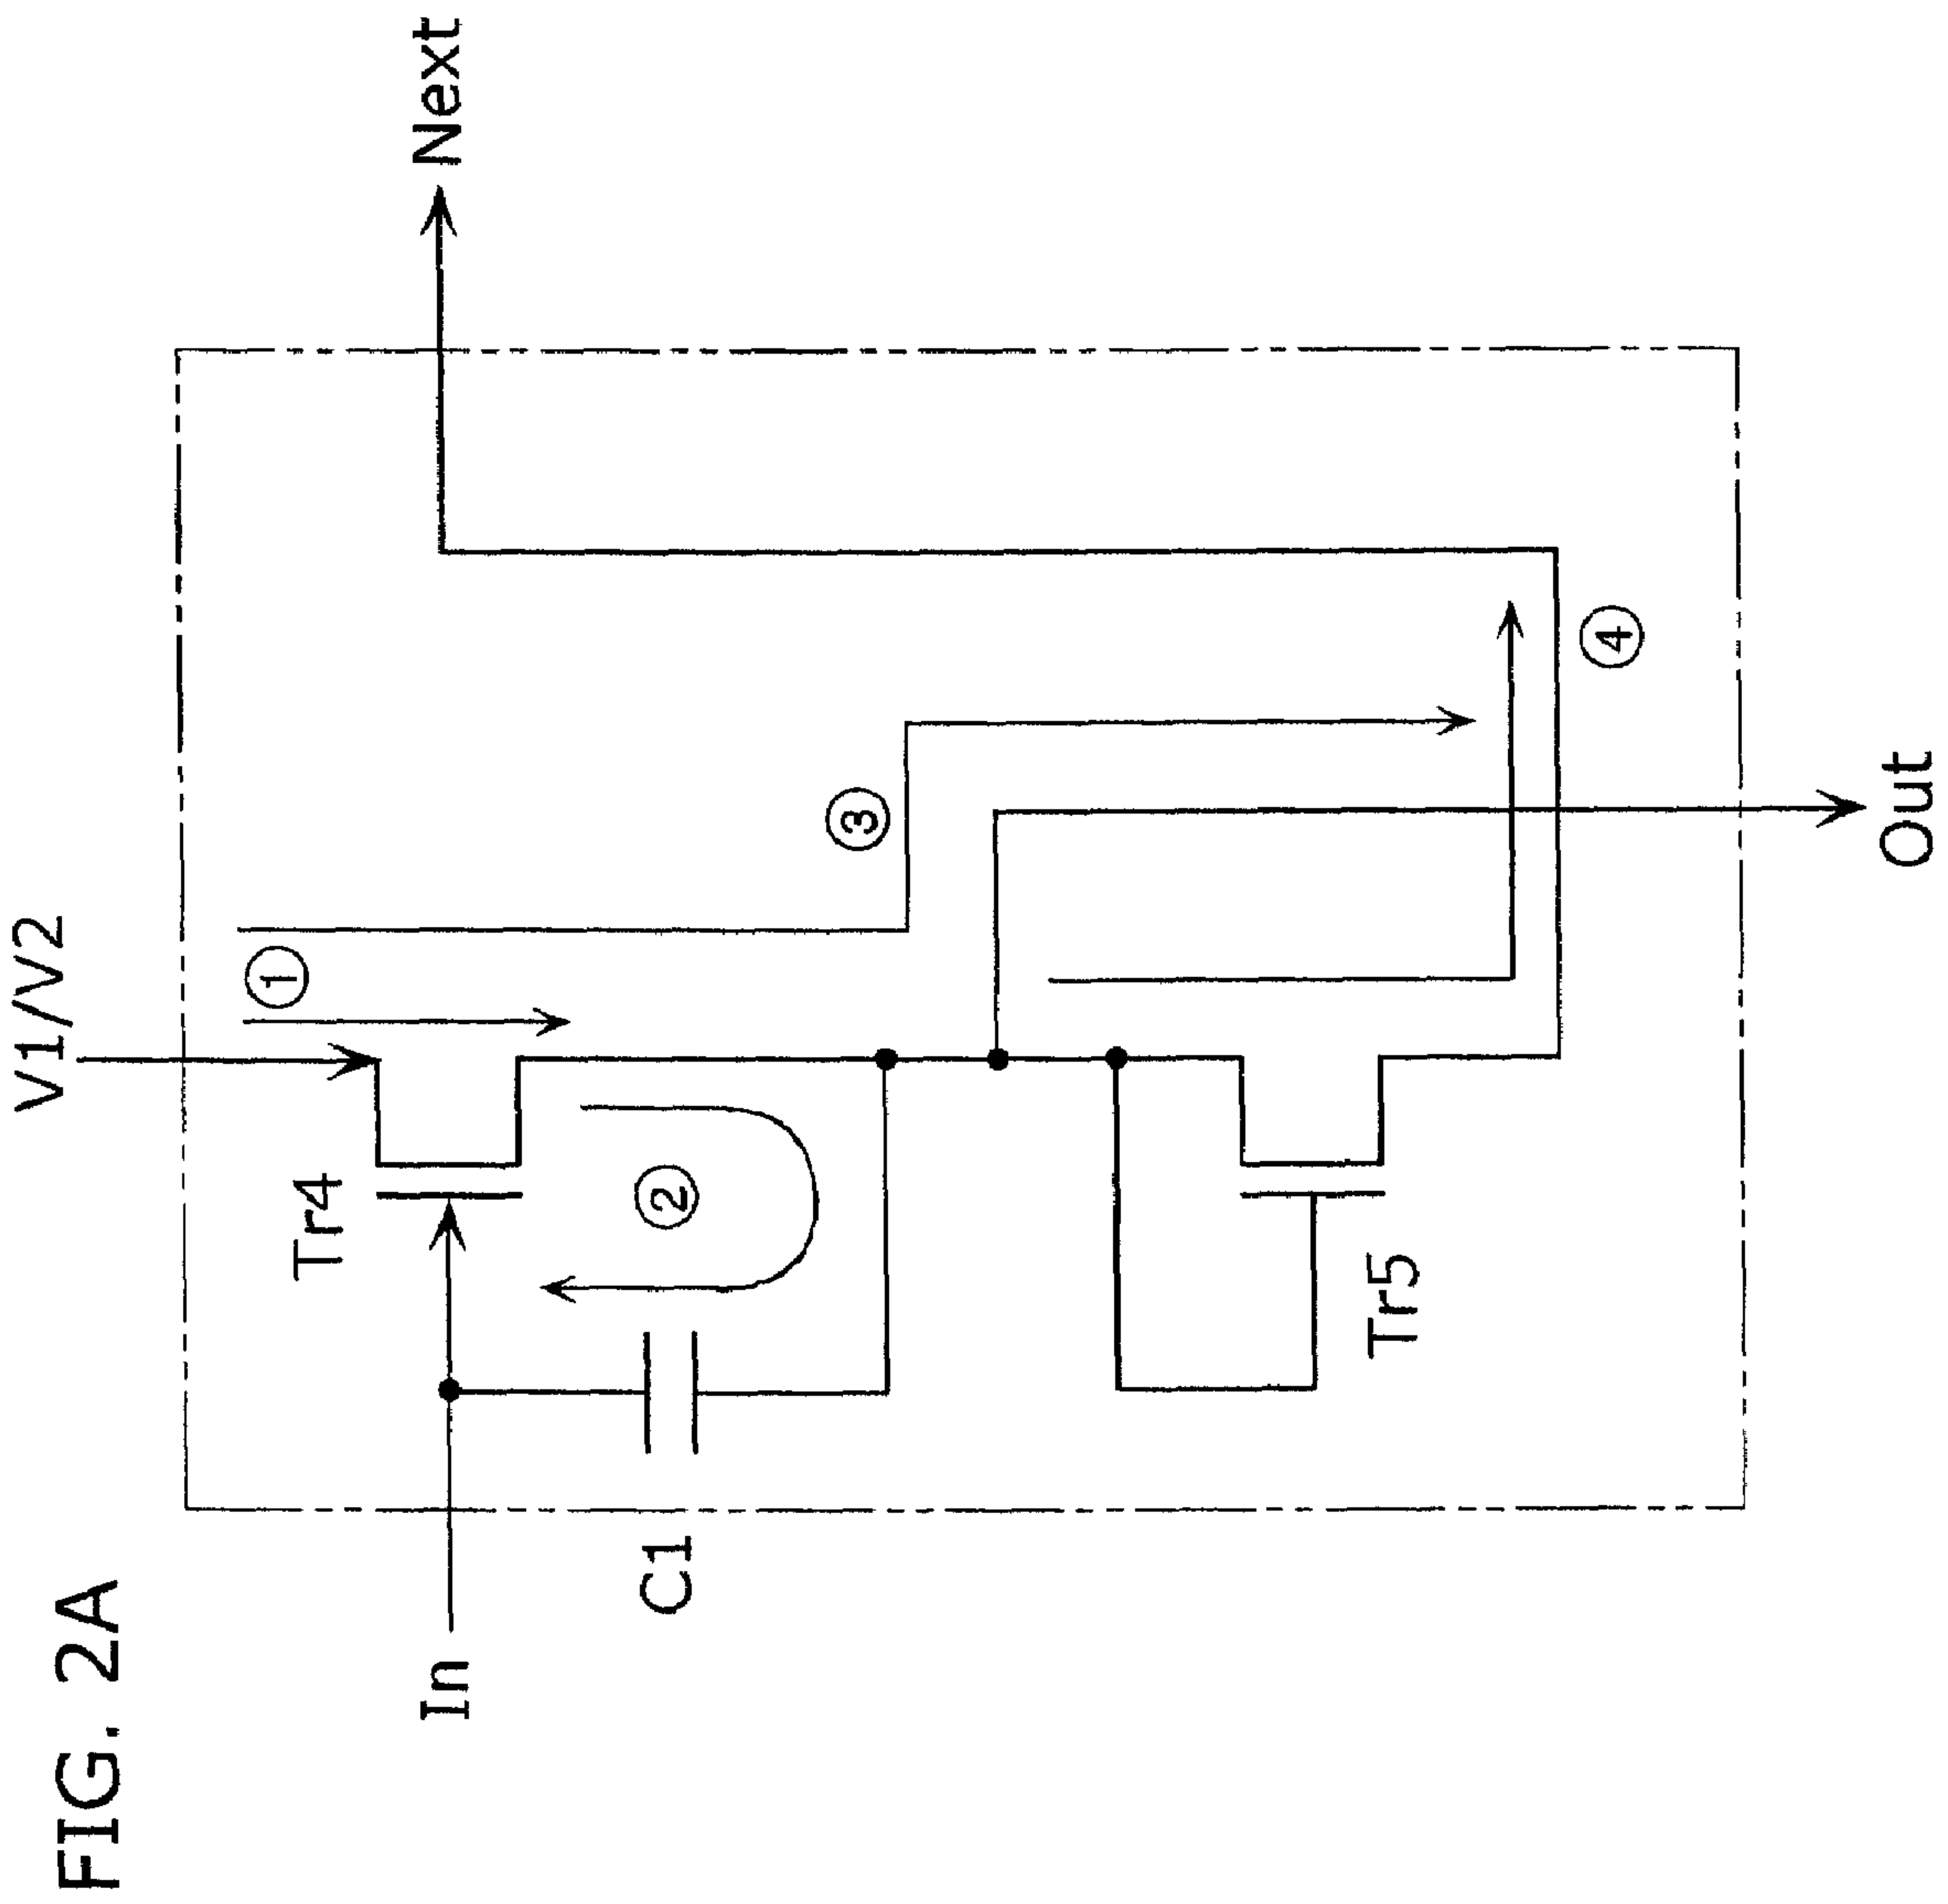 FIG. 2A
V1/V2
Next
In
Tr4
C1
Tr5
①
②
③
④
Out